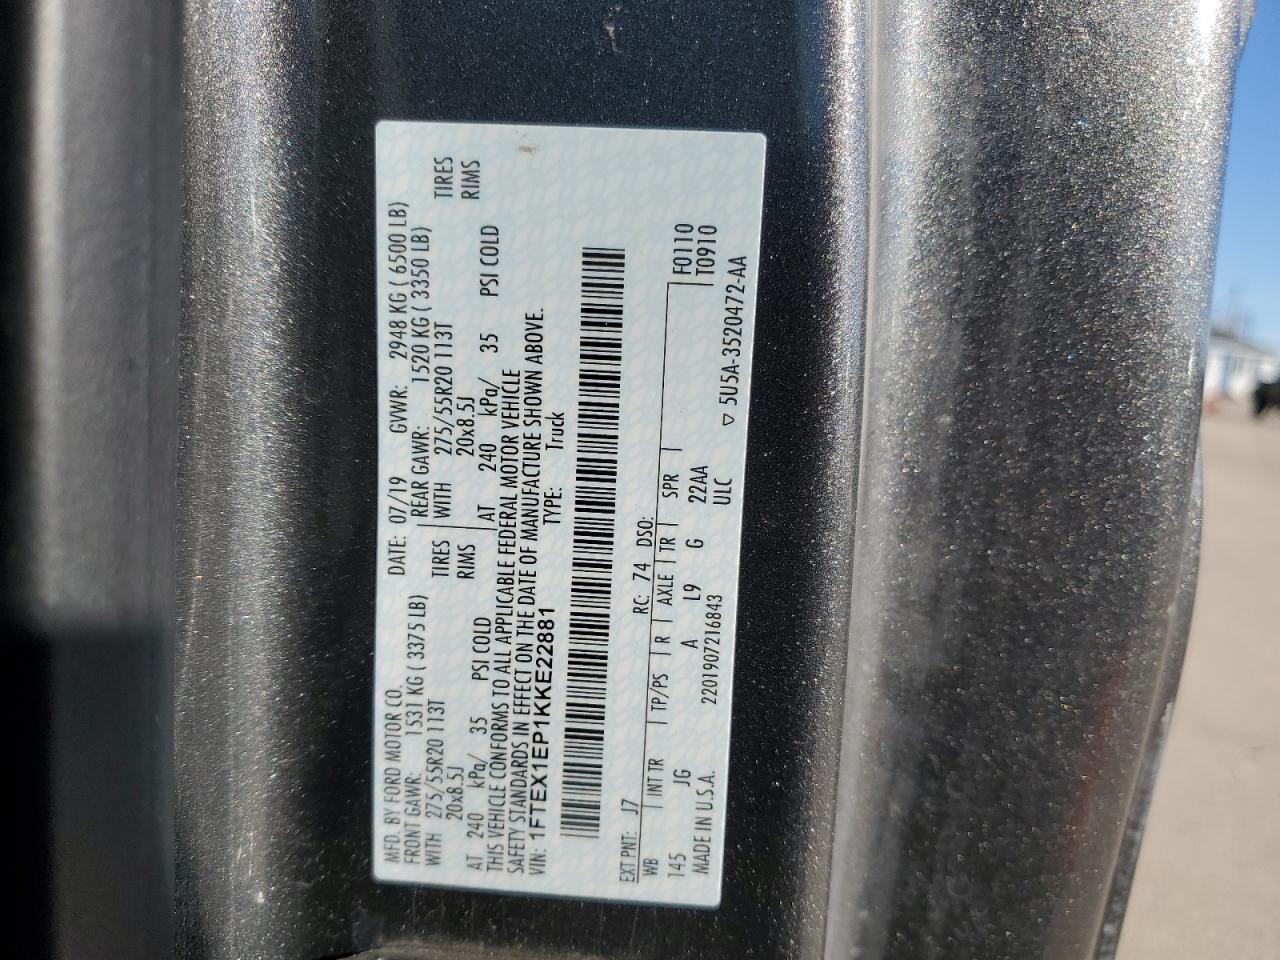 MFD. BY FORD MOTOR CO. DATE: 07/19 GVWR: 2948 KG ( 6500 LB)
FRONT GAWR: 1531 KG ( 3375 LB) REAR GAWR: 1520 KG ( 3350 LB)
WITH 275/55R20 113T TIRES WITH 275/55R20 113T TIRES
20x8.5J RIMS 20x8.5J RIMS
AT 240 kPa/ 35 PSI COLD AT 240 kPa/ 35 PSI COLD
THIS VEHICLE CONFORMS TO ALL APPLICABLE FEDERAL MOTOR VEHICLE
SAFETY STANDARDS IN EFFECT ON THE DATE OF MANUFACTURE SHOWN ABOVE.
VIN: 1FTEX1EP1KKE22881 TYPE: Truck
EXT PNT: J7 RC: 74 DSO:
WB INT TR TP/PS R AXLE TR SPR F0110
145 JG A L9 G 22AA T0910
MADE IN U.S.A. 2201907216843 ULC ▽ 5U5A-3520472-AA